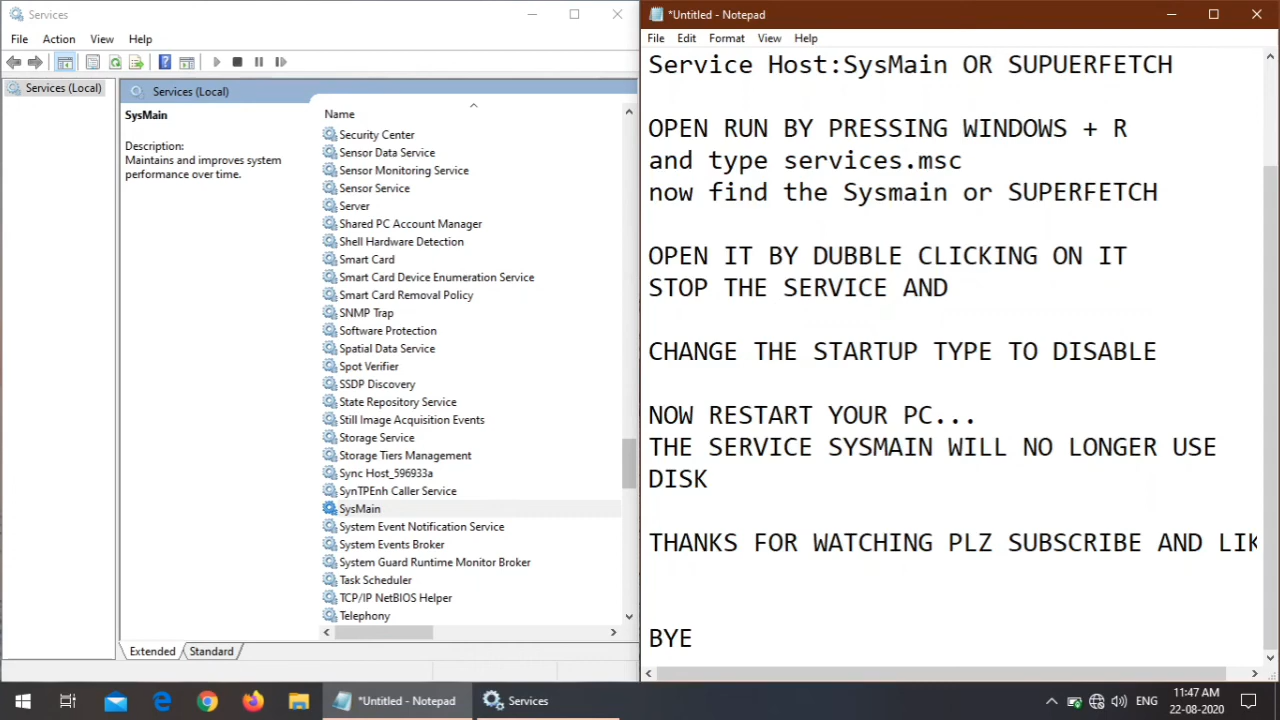 Services
File Action View Help
Services (Local)
Services (Local)
SysMain
Description:
Maintains and improves system
performance over time.
Name
Security Center
Sensor Data Service
Sensor Monitoring Service
Sensor Service
Server
Shared PC Account Manager
Shell Hardware Detection
Smart Card
Smart Card Device Enumeration Service
Smart Card Removal Policy
SNMP Trap
Software Protection
Spatial Data Service
Spot Verifier
SSDP Discovery
State Repository Service
Still Image Acquisition Events
Storage Service
Storage Tiers Management
Sync Host_596933a
SynTPEnh Caller Service
SysMain
System Event Notification Service
System Events Broker
System Guard Runtime Monitor Broker
Task Scheduler
TCP/IP NetBIOS Helper
Telephony
Extended Standard
*Untitled - Notepad
File Edit Format View Help
Service Host:SysMain OR SUPUERFETCH
OPEN RUN BY PRESSING WINDOWS + R
and type services.msc
now find the Sysmain or SUPERFETCH
OPEN IT BY DUBBLE CLICKING ON IT
STOP THE SERVICE AND
CHANGE THE STARTUP TYPE TO DISABLE
NOW RESTART YOUR PC...
THE SERVICE SYSMAIN WILL NO LONGER USE
DISK
THANKS FOR WATCHING PLZ SUBSCRIBE AND LIK
BYE
*Untitled - Notepad
Services
ENG
11:47 AM
22-08-2020